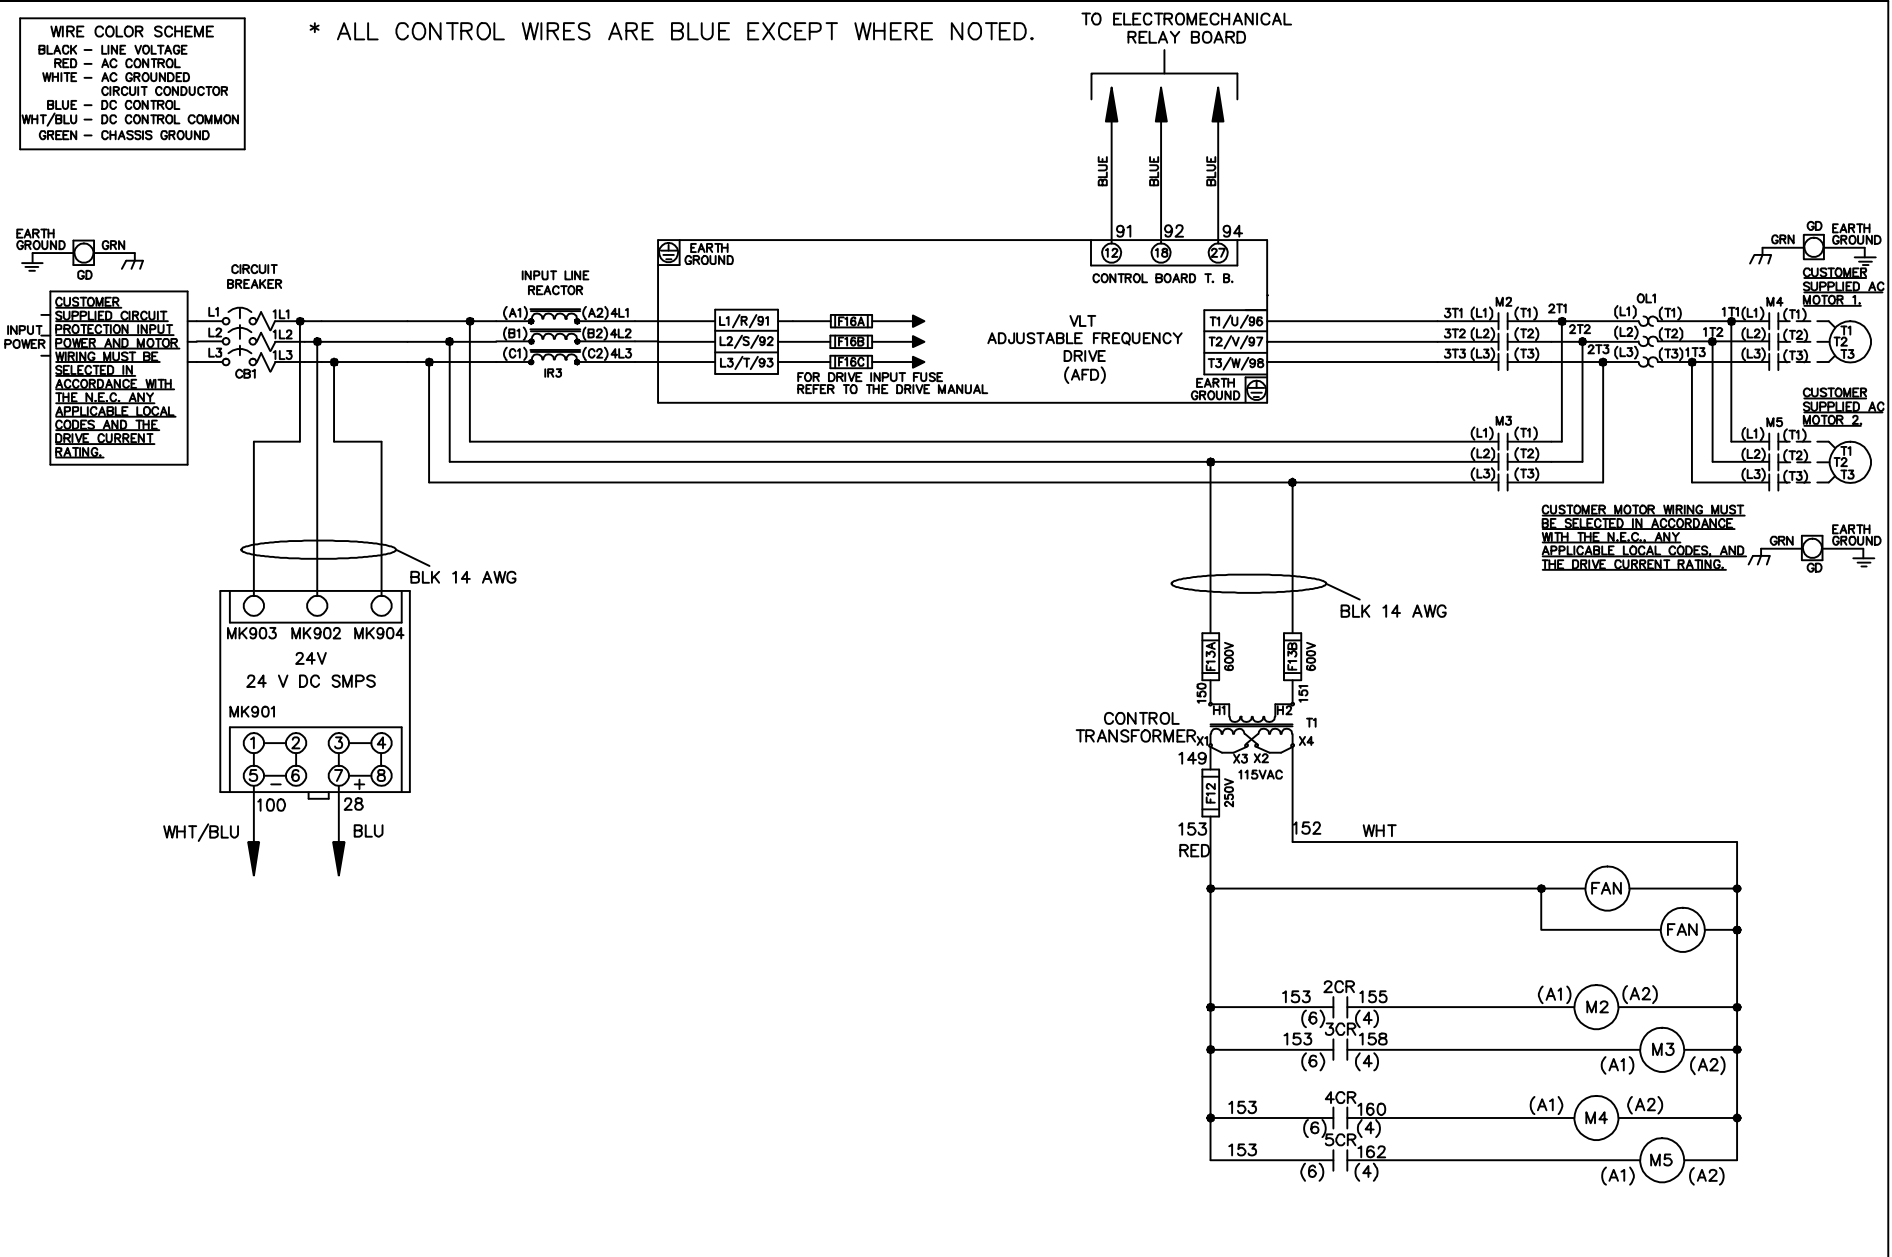 WIRE COLOR SCHEME
BLACK – LINE VOLTAGE
RED – AC CONTROL
WHITE – AC GROUNDED
CIRCUIT CONDUCTOR
BLUE – DC CONTROL
WHT/BLU – DC CONTROL COMMON
GREEN – CHASSIS GROUND
* ALL CONTROL WIRES ARE BLUE EXCEPT WHERE NOTED.
TO ELECTROMECHANICAL
RELAY BOARD
BLUE
BLUE
BLUE
91 92 94
12 18 27
CONTROL BOARD T. B.
EARTH
GROUND
GRN
GD
INPUT
POWER
CUSTOMER
SUPPLIED CIRCUIT
PROTECTION INPUT
POWER AND MOTOR
WIRING MUST BE
SELECTED IN
ACCORDANCE WITH
THE N.E.C. ANY
APPLICABLE LOCAL
CODES AND THE
DRIVE CURRENT
RATING.
CIRCUIT
BREAKER
L1 1L1
L2 1L2
L3 1L3
CB1
INPUT LINE
REACTOR
(A1) (A2) 4L1
(B1) (B2) 4L2
(C1) (C2) 4L3
IR3
EARTH
GROUND
L1/R/91
L2/S/92
L3/T/93
F16A
F16B
F16C
FOR DRIVE INPUT FUSE
REFER TO THE DRIVE MANUAL
VLT
ADJUSTABLE FREQUENCY
DRIVE
(AFD)
T1/U/96
T2/V/97
T3/W/98
EARTH
GROUND
M2
3T1 (L1) (T1) 2T1
3T2 (L2) (T2) 2T2
3T3 (L3) (T3) 2T3
OL1
(L1) (T1) 1T1
(L2) (T2) 1T2
(L3) (T3) 1T3
M4
(L1) (T1)
(L2) (T2)
(L3) (T3)
T1
T2
T3
GD
GRN
EARTH
GROUND
CUSTOMER
SUPPLIED AC
MOTOR 1.
M3
(L1) (T1)
(L2) (T2)
(L3) (T3)
CUSTOMER
SUPPLIED AC
MOTOR 2.
M5
(L1) (T1)
(L2) (T2)
(L3) (T3)
T1
T2
T3
CUSTOMER MOTOR WIRING MUST
BE SELECTED IN ACCORDANCE
WITH THE N.E.C., ANY
APPLICABLE LOCAL CODES, AND
THE DRIVE CURRENT RATING.
GRN
GD
EARTH
GROUND
BLK 14 AWG
MK903 MK902 MK904
24V
24 V DC SMPS
MK901
1 2 3 4
5 – 6 7 + 8
100 28
WHT/BLU BLU
BLK 14 AWG
F13A 600V
F13B 600V
150 151
H1 H2
T1
CONTROL
TRANSFORMER
X1 X3 X2 X4
115VAC
149
F12 250V
153
RED
152 WHT
FAN
FAN
153 2CR 155 (A1) M2 (A2)
(6) (4)
153 3CR 158 M3
(6) (4) (A1) (A2)
153 4CR 160 (A1) M4 (A2)
(6) (4)
153 5CR 162 M5
(6) (4) (A1) (A2)